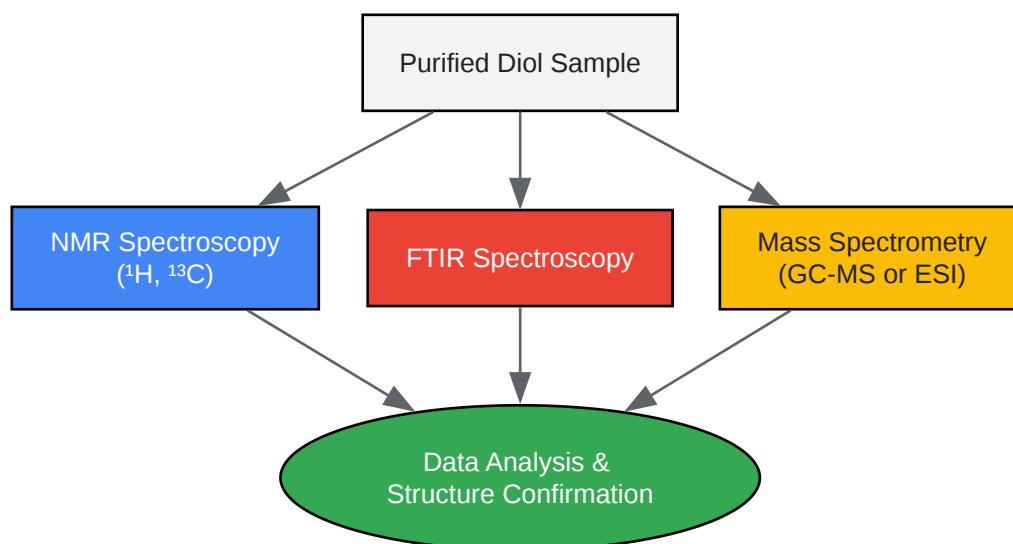 Purified Diol Sample
NMR Spectroscopy
(¹H, ¹³C)
FTIR Spectroscopy
Mass Spectrometry
(GC-MS or ESI)
Data Analysis &
Structure Confirmation